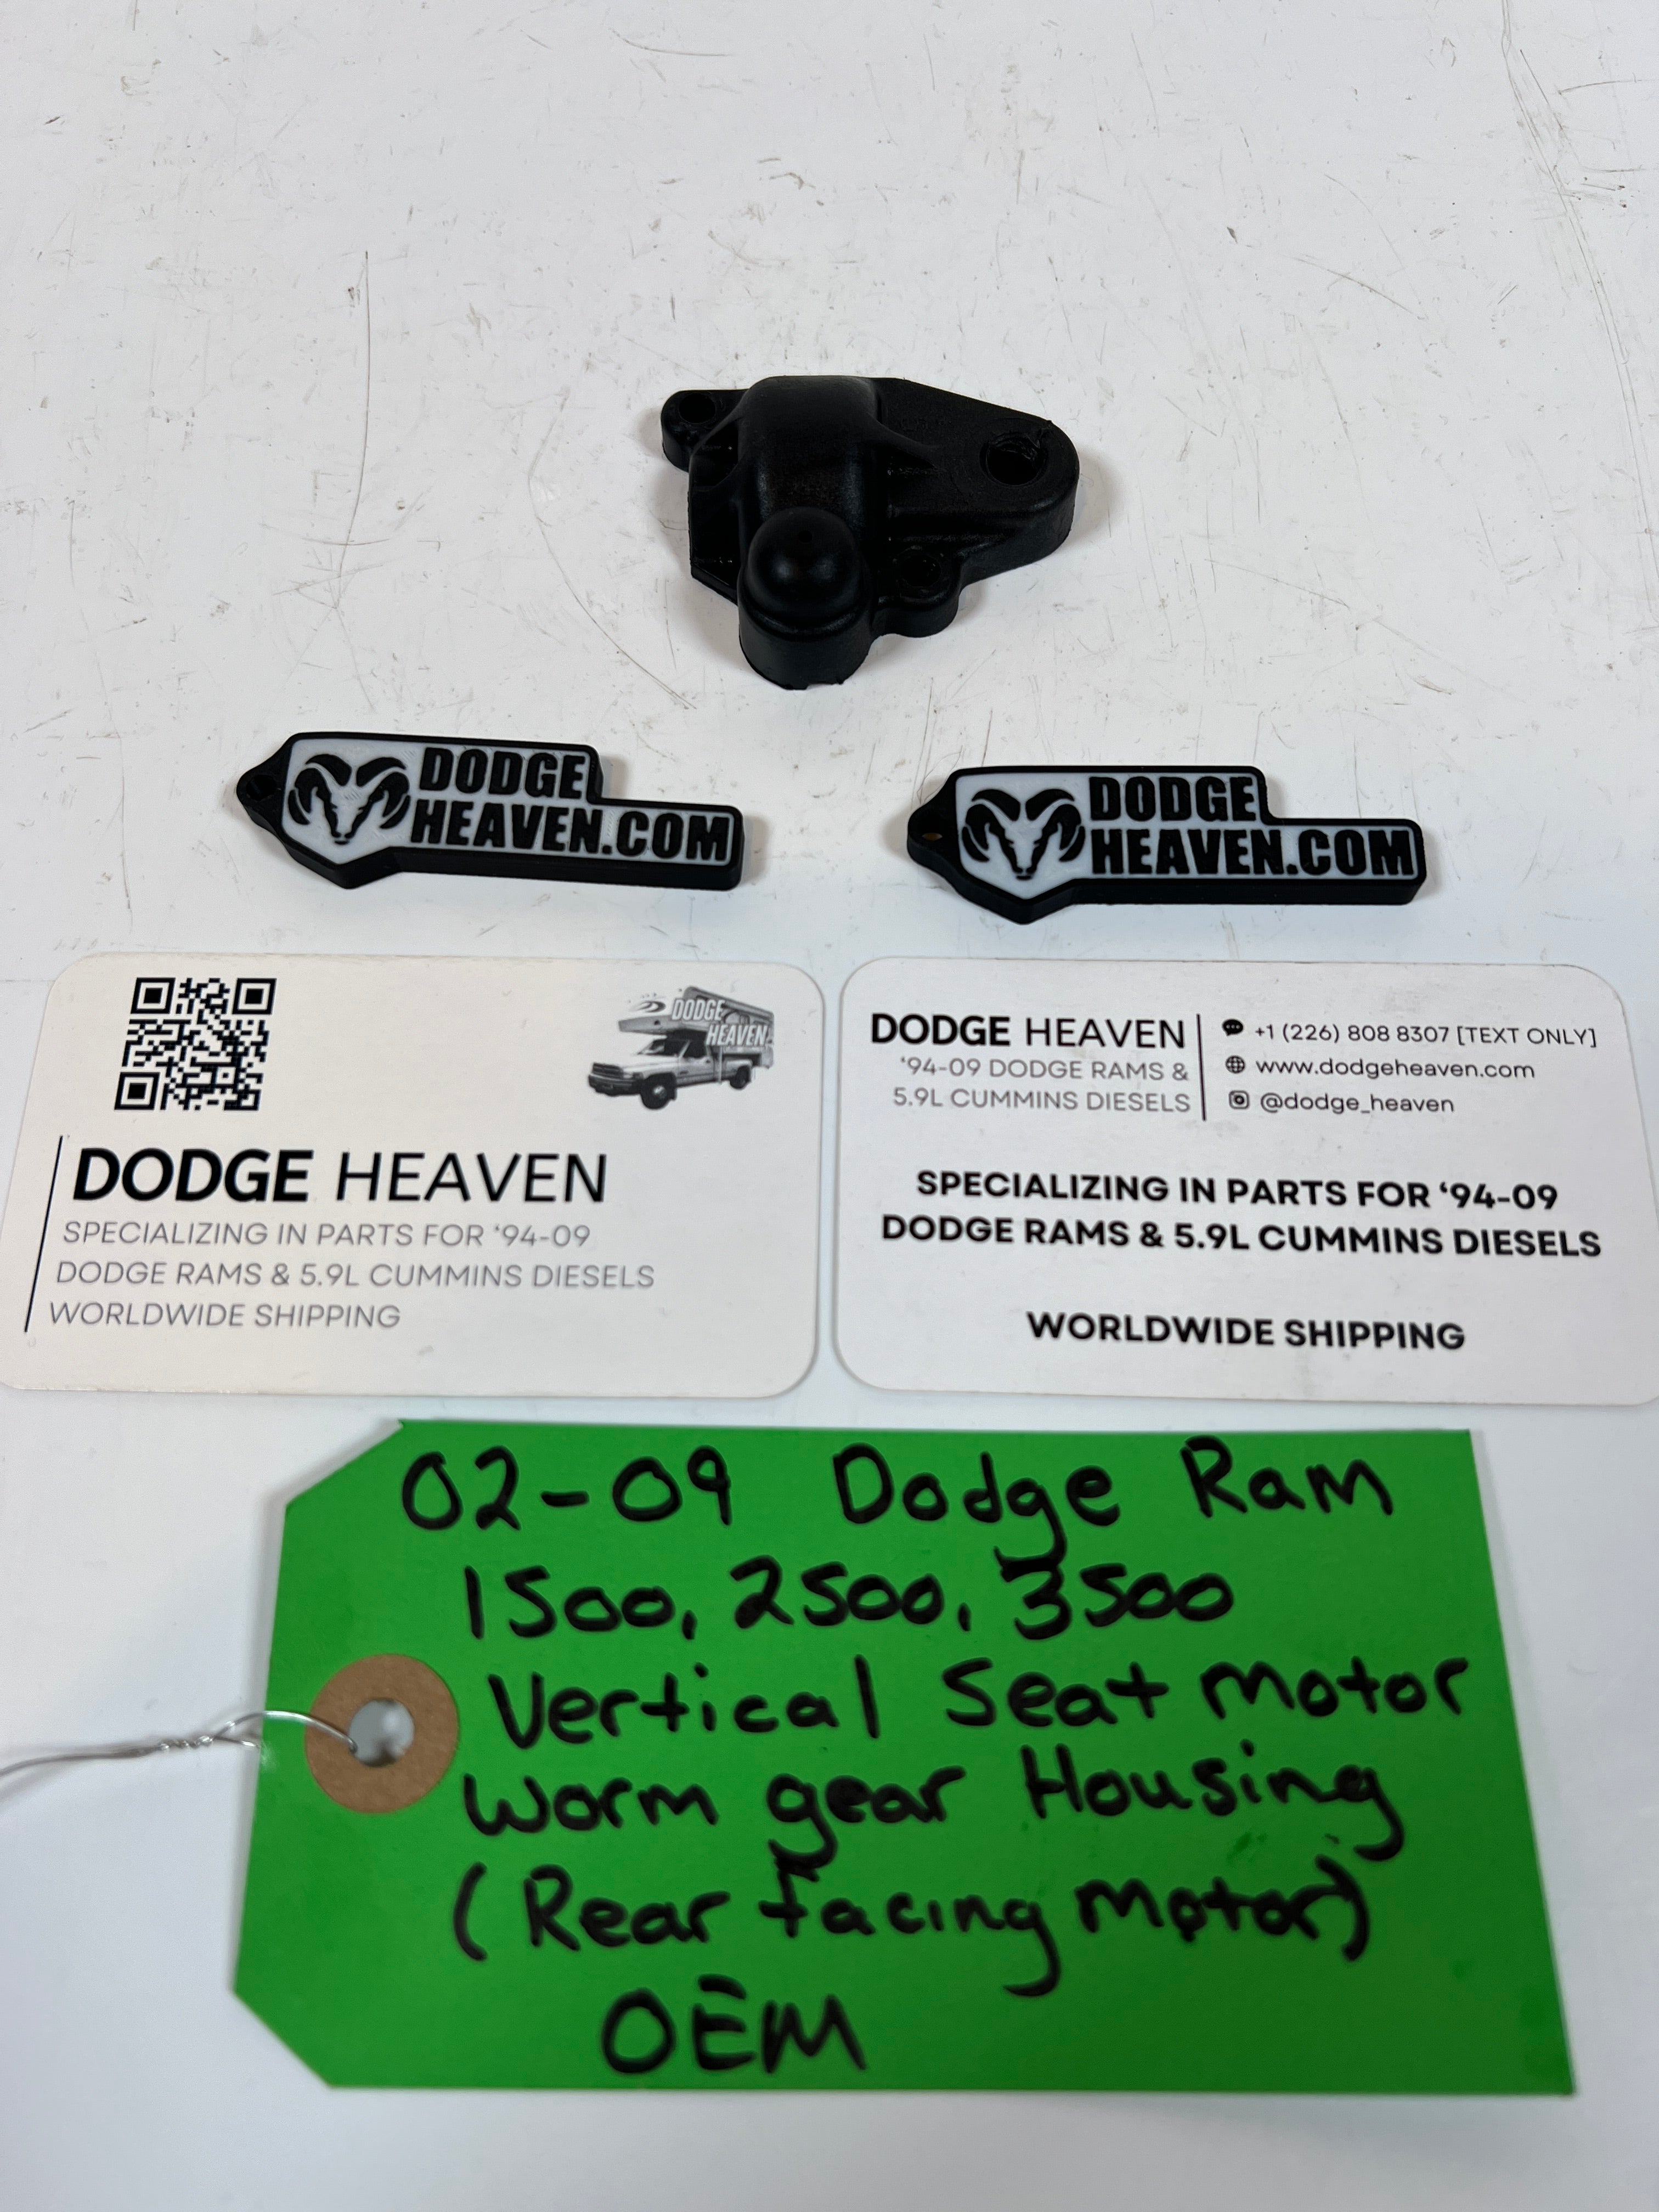 DODGE
HEAVEN.COM
DODGE
HEAVEN.COM
DODGE
HEAVEN
DODGE HEAVEN
SPECIALIZING IN PARTS FOR ‘94-09
DODGE RAMS & 5.9L CUMMINS DIESELS
WORLDWIDE SHIPPING
DODGE HEAVEN
‘94-09 DODGE RAMS &
5.9L CUMMINS DIESELS
+1 (226) 808 8307 [TEXT ONLY]
www.dodgeheaven.com
@dodge_heaven
SPECIALIZING IN PARTS FOR ‘94-09
DODGE RAMS & 5.9L CUMMINS DIESELS
WORLDWIDE SHIPPING
02-09 Dodge Ram
1500, 2500, 3500
Vertical Seat Motor
Worm gear Housing
(Rear facing Motor)
OEM